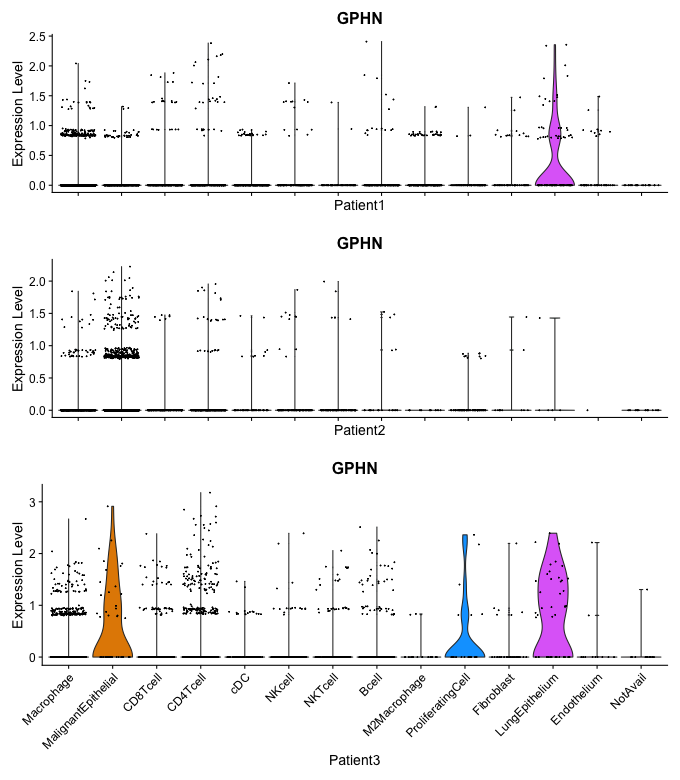 GPHN
Expression Level
2.5
2.0
1.5
1.0
0.5
0.0
Patient1
GPHN
Expression Level
2.0
1.5
1.0
0.5
0.0
Patient2
GPHN
Expression Level
3
2
1
0
Macrophage
MalignantEpithelial
CD8Tcell
CD4Tcell
cDC
NKcell
NKTcell
Bcell
M2Macrophage
ProliferatingCell
Fibroblast
LungEpithelium
Endothelium
NotAvail
Patient3